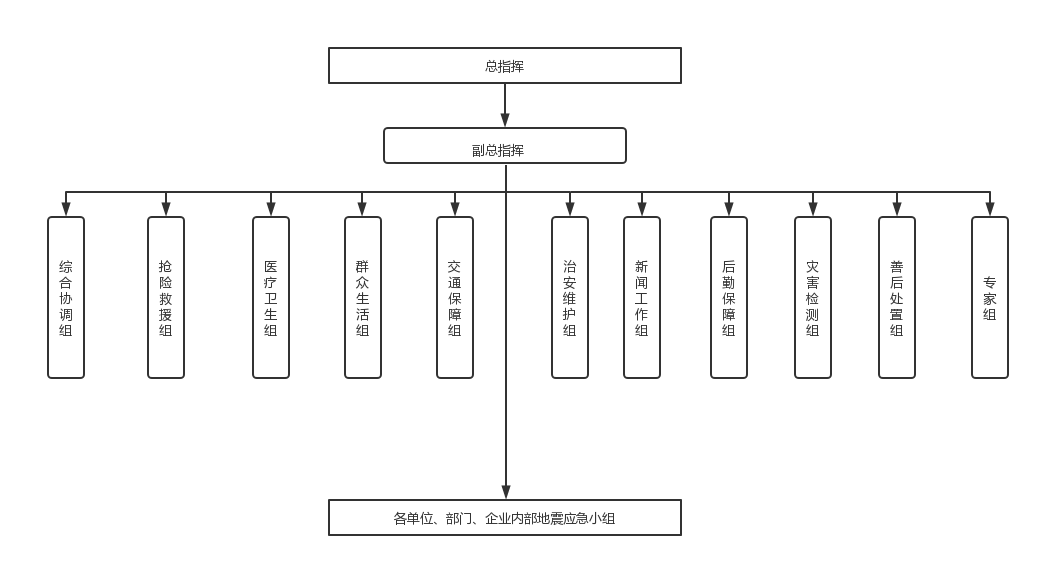 总指挥
副总指挥
综合协调组
抢险救援组
医疗卫生组
群众生活组
交通保障组
治安维护组
新闻工作组
后勤保障组
灾害检测组
善后处置组
专家组
各单位、部门、企业内部地震应急小组